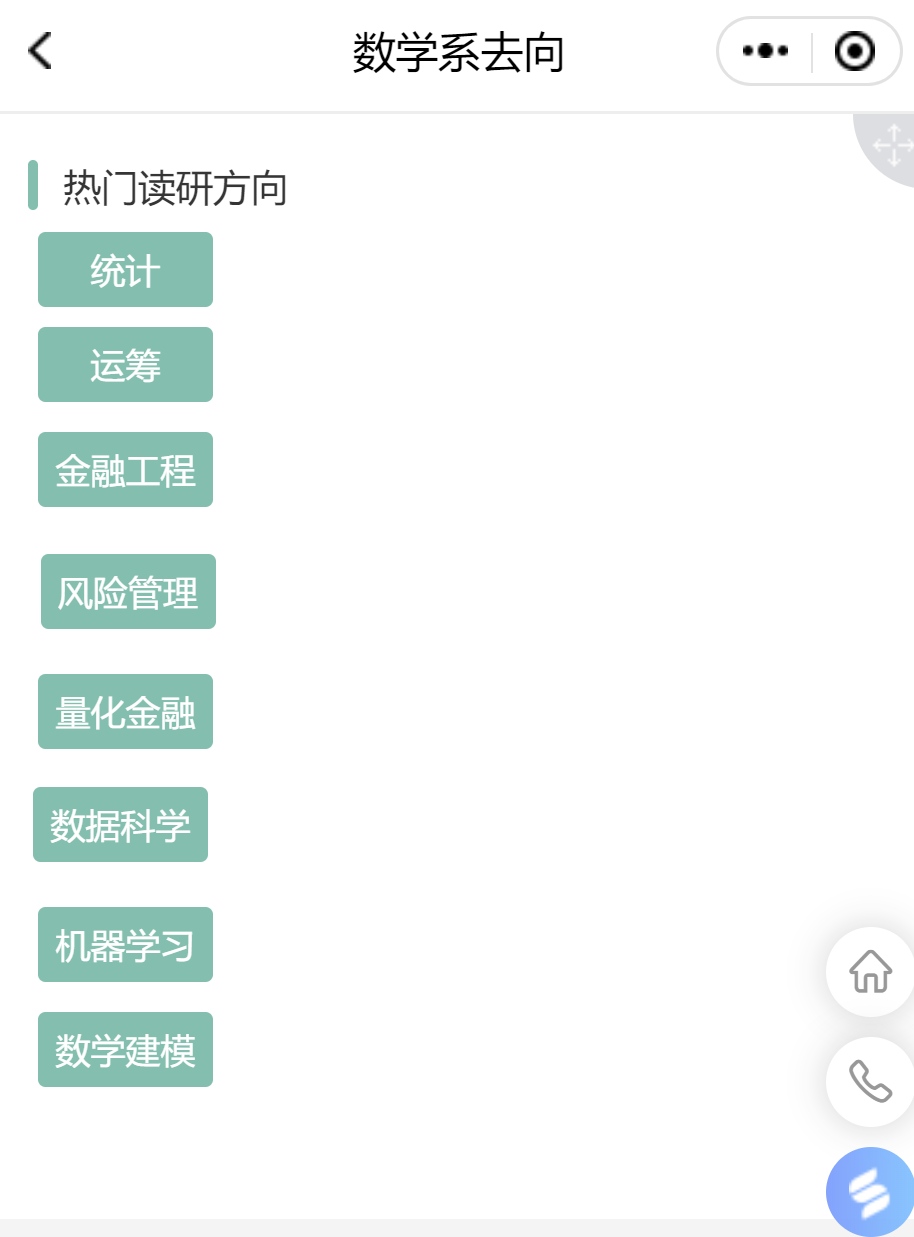 数学系去向
热门读研方向
统计
运筹
金融工程
风险管理
量化金融
数据科学
机器学习
数学建模